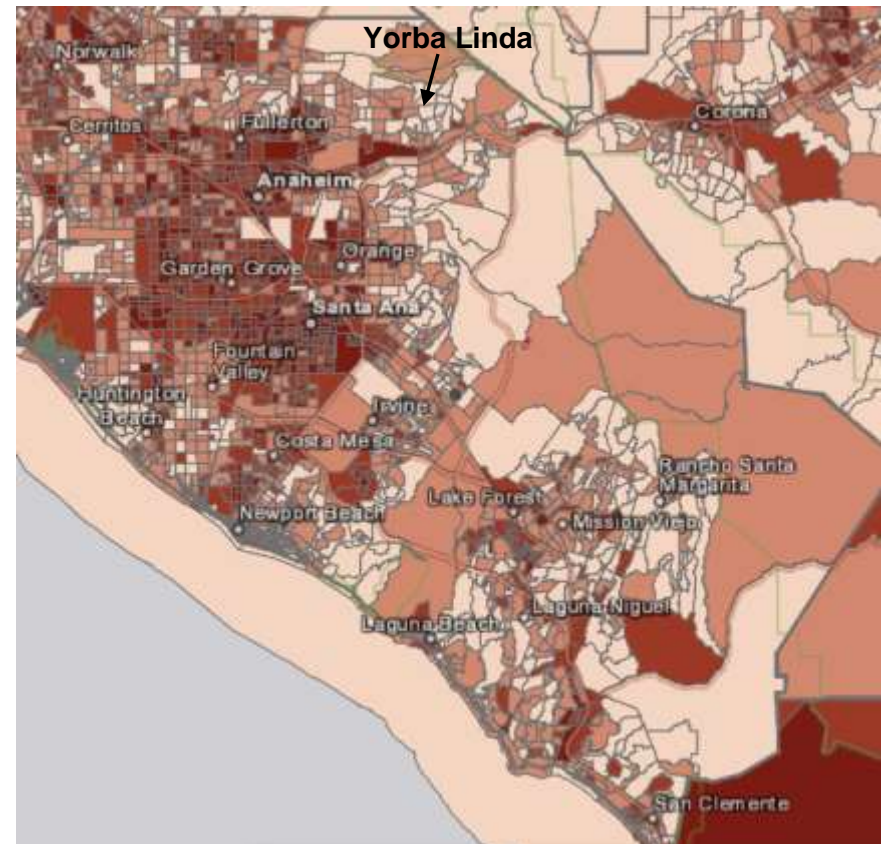 Yorba Linda
Norwalk
Corona
Cerritos
Fullerton
Anaheim
Orange
Garden Grove
Santa Ana
Fountain
Valley
Huntington
Beach
Irvine
Costa Mesa
Rancho Santa
Margarita
Lake Forest
Newport Beach
Mission Viejo
Laguna Niguel
Laguna Beach
San Clemente